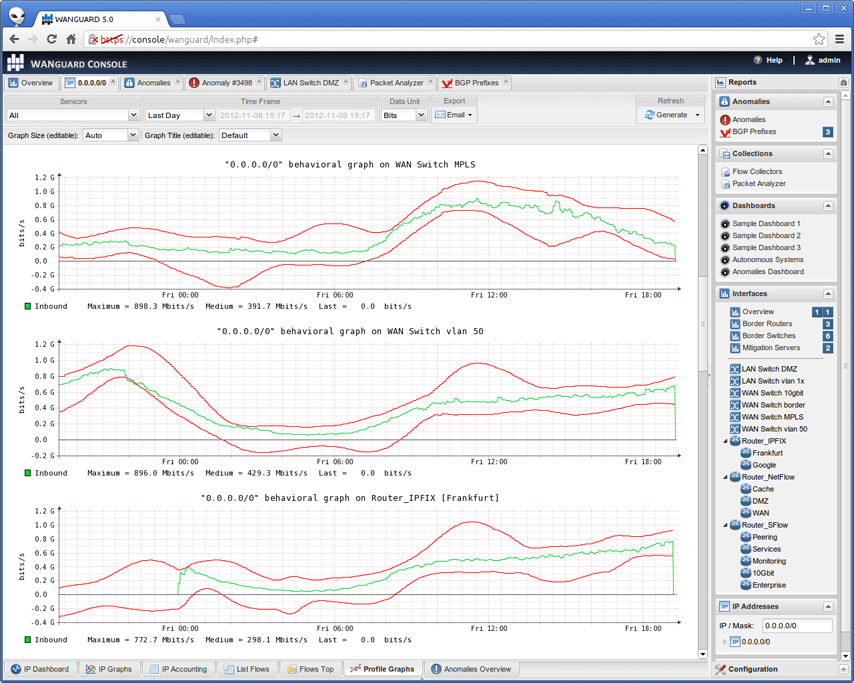 WANGUARD 5.0
https://console/wanguard/index.php#
WANGUARD CONSOLE
Help | admin
Overview
0.0.0.0/0
Anomalies
Anomaly #3498
LAN Switch DMZ
Packet Analyzer
BGP Prefixes
Sensors
Time Frame
Data Unit
Export
Refresh
All
Last Day
2012-11-08 19:17
2012-11-09 19:17
Bits
Email
Generate
Graph Size (editable):
Auto
Graph Title (editable):
Default
"0.0.0.0/0" behavioral graph on WAN Switch MPLS
bits/s
1.2 G
1.0 G
0.8 G
0.6 G
0.4 G
0.2 G
0.0
-0.2 G
-0.4 G
Fri 00:00
Fri 06:00
Fri 12:00
Fri 18:00
Inbound Maximum = 898.3 Mbits/s Medium = 391.7 Mbits/s Last = 0.0 bits/s
"0.0.0.0/0" behavioral graph on WAN Switch vlan 50
bits/s
1.2 G
1.0 G
0.8 G
0.6 G
0.4 G
0.2 G
0.0
-0.2 G
Fri 00:00
Fri 06:00
Fri 12:00
Fri 18:00
Inbound Maximum = 896.0 Mbits/s Medium = 429.3 Mbits/s Last = 0.0 bits/s
"0.0.0.0/0" behavioral graph on Router_IPFIX [Frankfurt]
bits/s
1.2 G
1.0 G
0.8 G
0.6 G
0.4 G
0.2 G
0.0
-0.2 G
-0.4 G
Fri 00:00
Fri 06:00
Fri 12:00
Fri 18:00
Inbound Maximum = 772.7 Mbits/s Medium = 298.1 Mbits/s Last = 0.0 bits/s
IP Dashboard
IP Graphs
IP Accounting
List Flows
Flows Top
Profile Graphs
Anomalies Overview
Reports
Anomalies
Anomalies
BGP Prefixes 3
Collections
Flow Collectors
Packet Analyzer
Dashboards
Sample Dashboard 1
Sample Dashboard 2
Sample Dashboard 3
Autonomous Systems
Anomalies Dashboard
Interfaces
Overview 1 1
Border Routers 3
Border Switches 6
Mitigation Servers 2
LAN Switch DMZ
LAN Switch vlan 1x
WAN Switch 10gbit
WAN Switch border
WAN Switch MPLS
WAN Switch vlan 50
Router_IPFIX
Frankfurt
Google
Router_NetFlow
Cache
DMZ
WAN
Router_SFlow
Peering
Services
Monitoring
10Gbit
Enterprise
IP Addresses
IP / Mask: 0.0.0.0/0
IP 0.0.0.0/0
Configuration